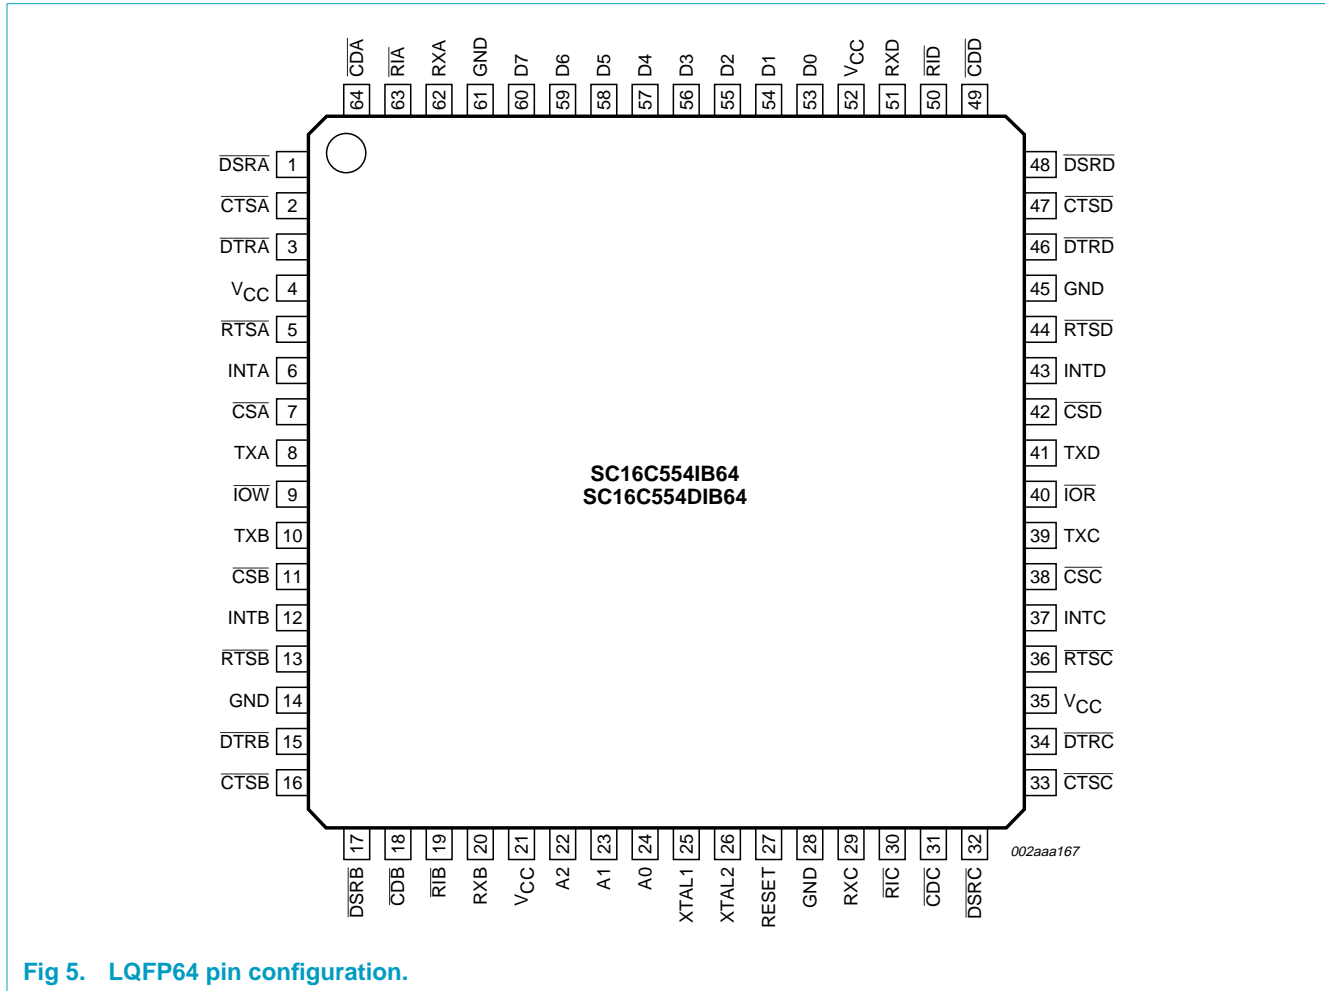 CDA RIA RXA GND D7 D6 D5 D4 D3 D2 D1 D0 VCC RXD RID CDD
64 63 62 61 60 59 58 57 56 55 54 53 52 51 50 49
DSRA 1 48 DSRD
CTSA 2 47 CTSD
DTRA 3 46 DTRD
VCC 4 45 GND
RTSA 5 44 RTSD
INTA 6 43 INTD
CSA 7 42 CSD
TXA 8 41 TXD
SC16C554IB64
SC16C554DIB64
IOW 9 40 IOR
TXB 10 39 TXC
CSB 11 38 CSC
INTB 12 37 INTC
RTSB 13 36 RTSC
GND 14 35 VCC
DTRB 15 34 DTRC
CTSB 16 33 CTSC
17 18 19 20 21 22 23 24 25 26 27 28 29 30 31 32
DSRB CDB RIB RXB VCC A2 A1 A0 XTAL1 XTAL2 RESET GND RXC RIC CDC DSRC
002aaa167
Fig 5. LQFP64 pin configuration.